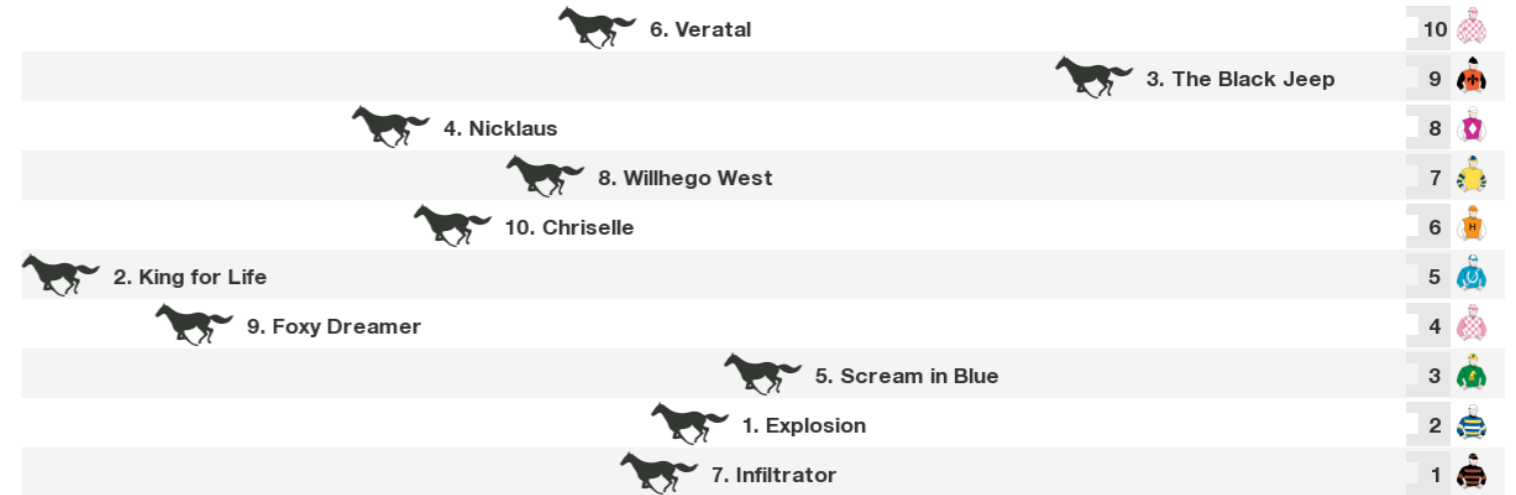 6. Veratal 10
3. The Black Jeep 9
4. Nicklaus 8
8. Willhego West 7
10. Chriselle 6
2. King for Life 5
9. Foxy Dreamer 4
5. Scream in Blue 3
1. Explosion 2
7. Infiltrator 1